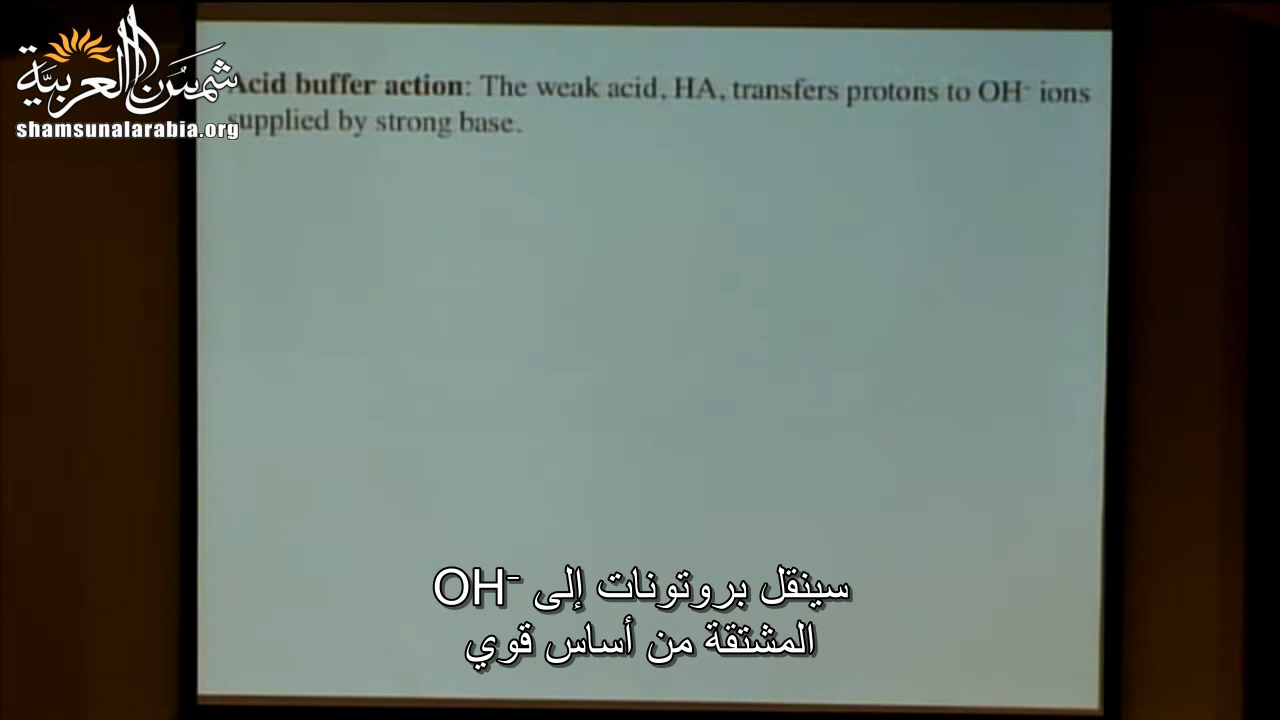 شمس العربية
shamsunalarabia.org
Acid buffer action: The weak acid, HA, transfers protons to OH⁻ ions
supplied by strong base.
سينقل بروتونات إلى OH⁻
المشتقة من أساس قوي